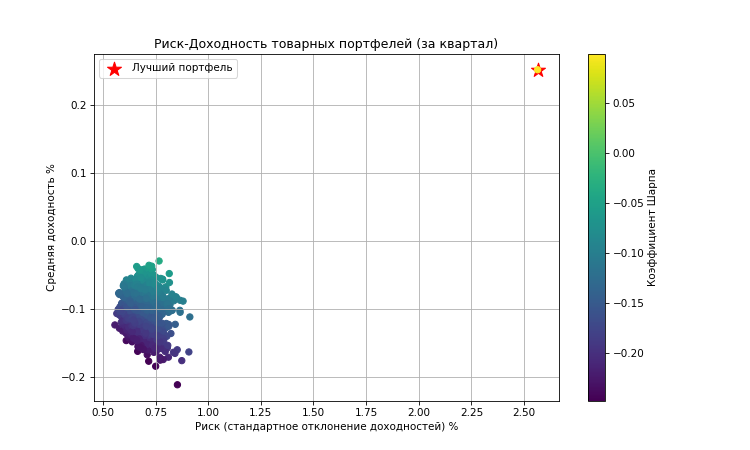 Риск-Доходность товарных портфелей (за квартал)
Лучший портфель
Средняя доходность %
0.2
0.1
0.0
−0.1
−0.2
0.50 0.75 1.00 1.25 1.50 1.75 2.00 2.25 2.50
Риск (стандартное отклонение доходностей) %
0.05
0.00
−0.05
−0.10
−0.15
−0.20
Коэффициент Шарпа